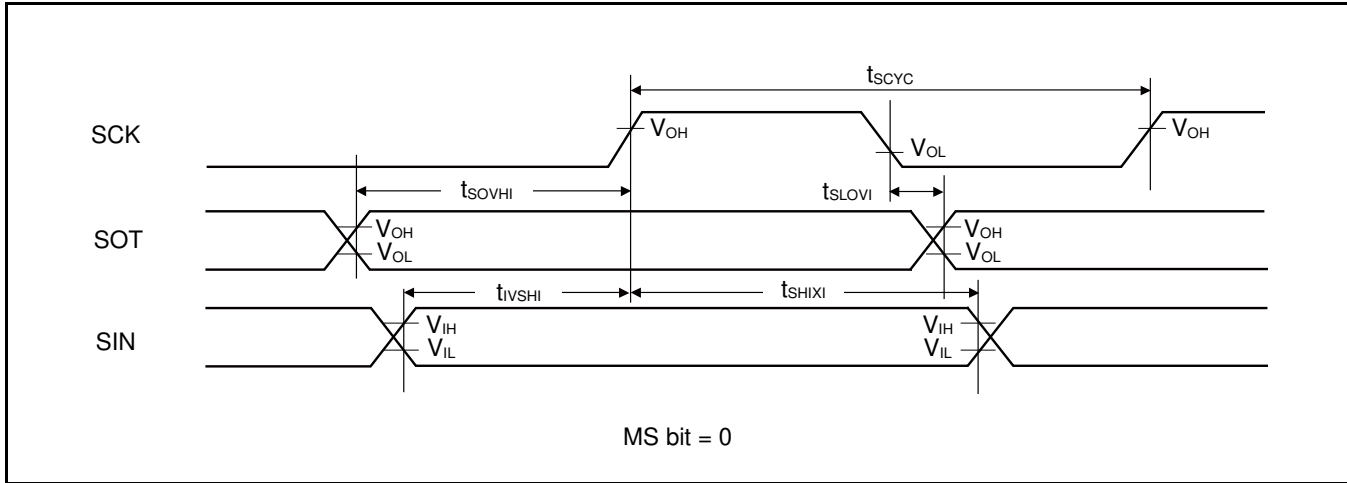 tSCYC
SCK
VOH
VOL
VOH
tSOVHI
tSLOVI
SOT
VOH
VOL
VOH
VOL
tIVSHI
tSHIXI
SIN
VIH
VIL
VIH
VIL
MS bit = 0